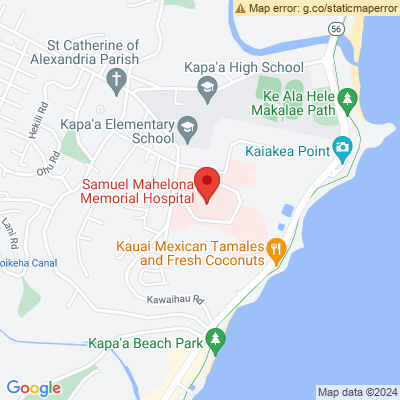 Map error: g.co/staticmaperror
56
St Catherine of
Alexandria Parish
Kapa'a High School
Ke Ala Hele
Makalae Path
Hekili Rd
Kapa'a Elementary
School
Olhu Rd
Kaiakea Point
Samuel Mahelona
Memorial Hospital
Lani Rd
Kauai Mexican Tamales
and Fresh Coconuts
oikeha Canal
Kawaihau Rd
Kapa'a Beach Park
Google
Map data ©2024